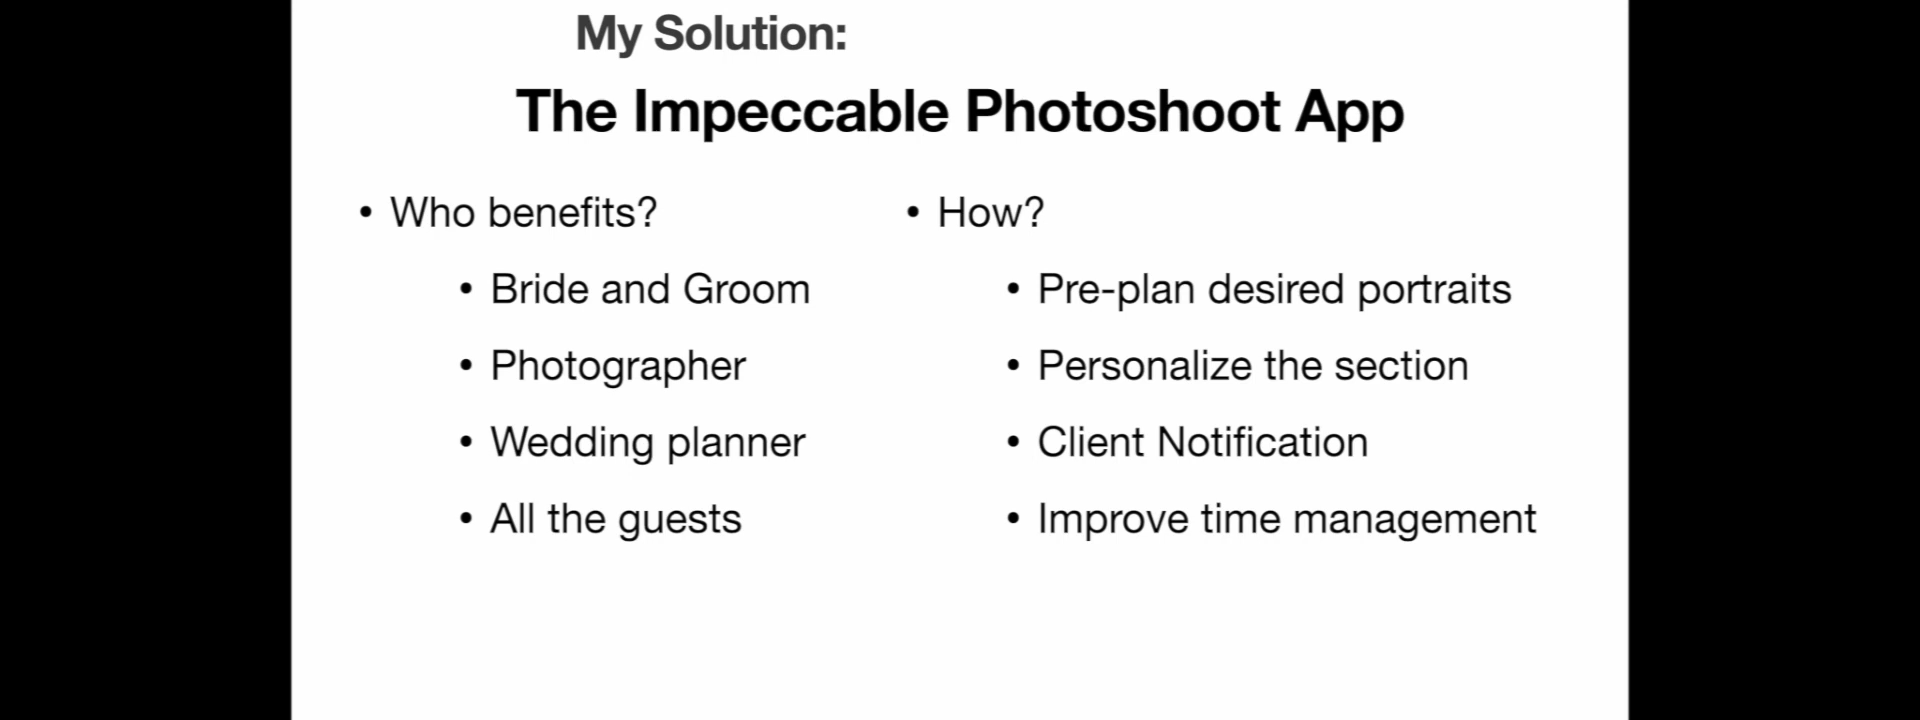 My Solution:
The Impeccable Photoshoot App
• Who benefits?
• Bride and Groom
• Photographer
• Wedding planner
• All the guests
• How?
• Pre-plan desired portraits
• Personalize the section
• Client Notification
• Improve time management